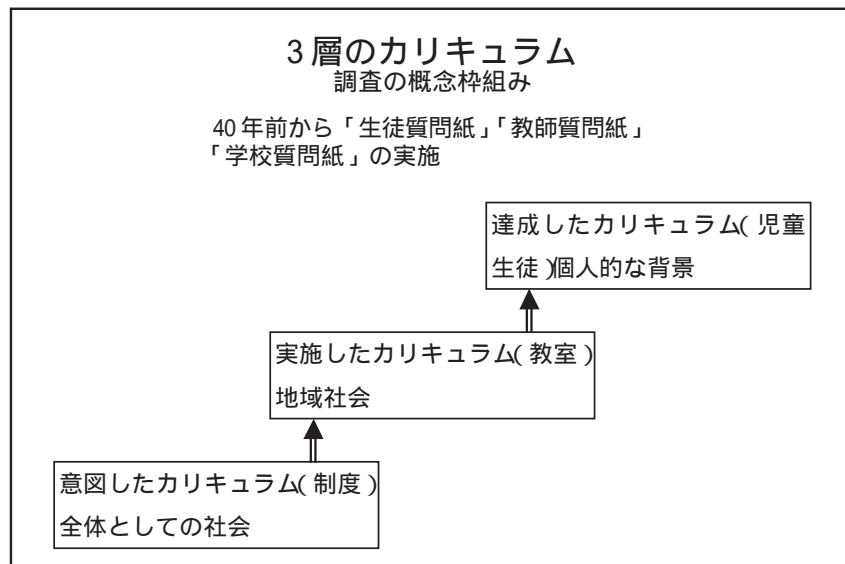 3層のカリキュラム
調査の概念枠組み
40年前から「生徒質問紙」「教師質問紙」
「学校質問紙」の実施
達成したカリキュラム(児童
生徒)個人的な背景
実施したカリキュラム(教室)
地域社会
意図したカリキュラム(制度)
全体としての社会